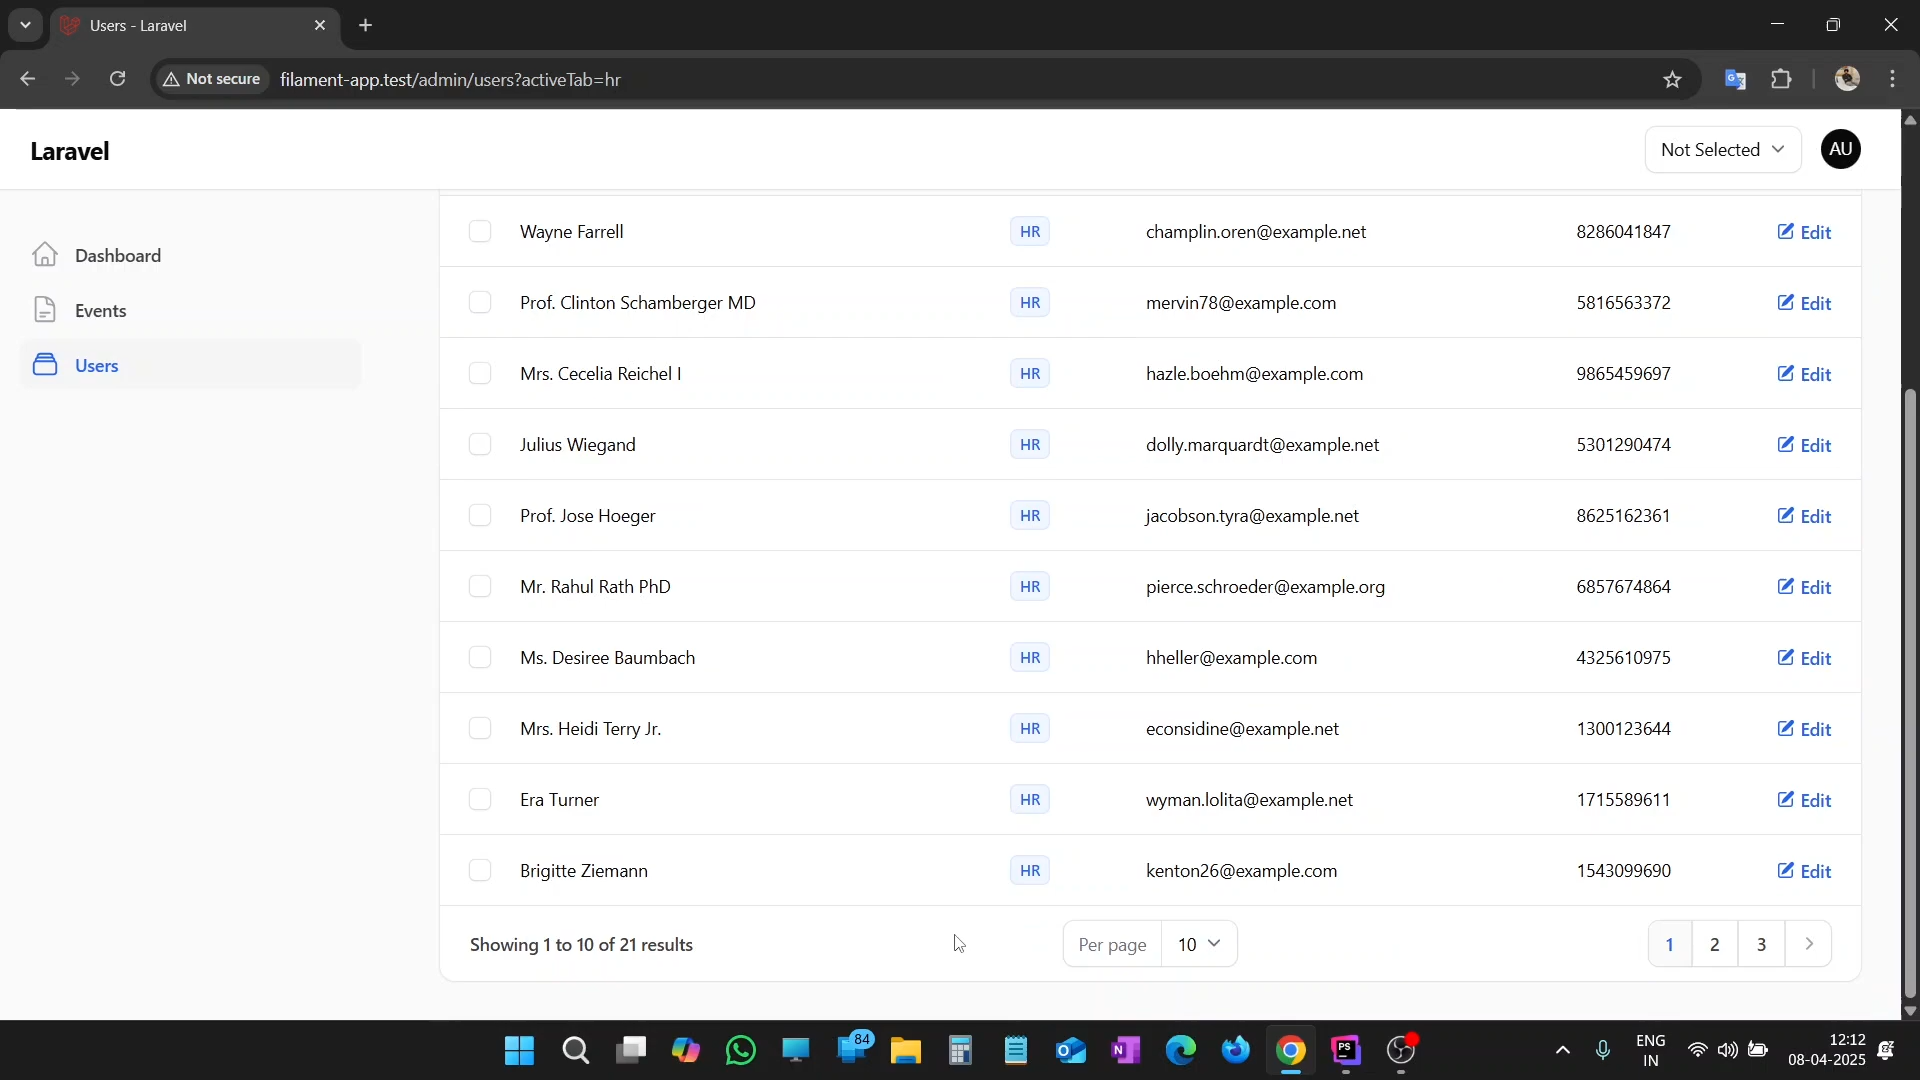 Users - Laravel
Not secure filament-app.test/admin/users?activeTab=hr
Laravel Not Selected AU
Dashboard
Events
Users
Wayne Farrell HR champlin.oren@example.net 8286041847 Edit
Prof. Clinton Schamberger MD HR mervin78@example.com 5816563372 Edit
Mrs. Cecelia Reichel I HR hazle.boehm@example.com 9865459697 Edit
Julius Wiegand HR dolly.marquardt@example.net 5301290474 Edit
Prof. Jose Hoeger HR jacobson.tyra@example.net 8625162361 Edit
Mr. Rahul Rath PhD HR pierce.schroeder@example.org 6857674864 Edit
Ms. Desiree Baumbach HR hheller@example.com 4325610975 Edit
Mrs. Heidi Terry Jr. HR econsidine@example.net 1300123644 Edit
Era Turner HR wyman.lolita@example.net 1715589611 Edit
Brigitte Ziemann HR kenton26@example.com 1543099690 Edit
Showing 1 to 10 of 21 results Per page 10 1 2 3
84 N PS ENG 12:12
IN 08-04-2025